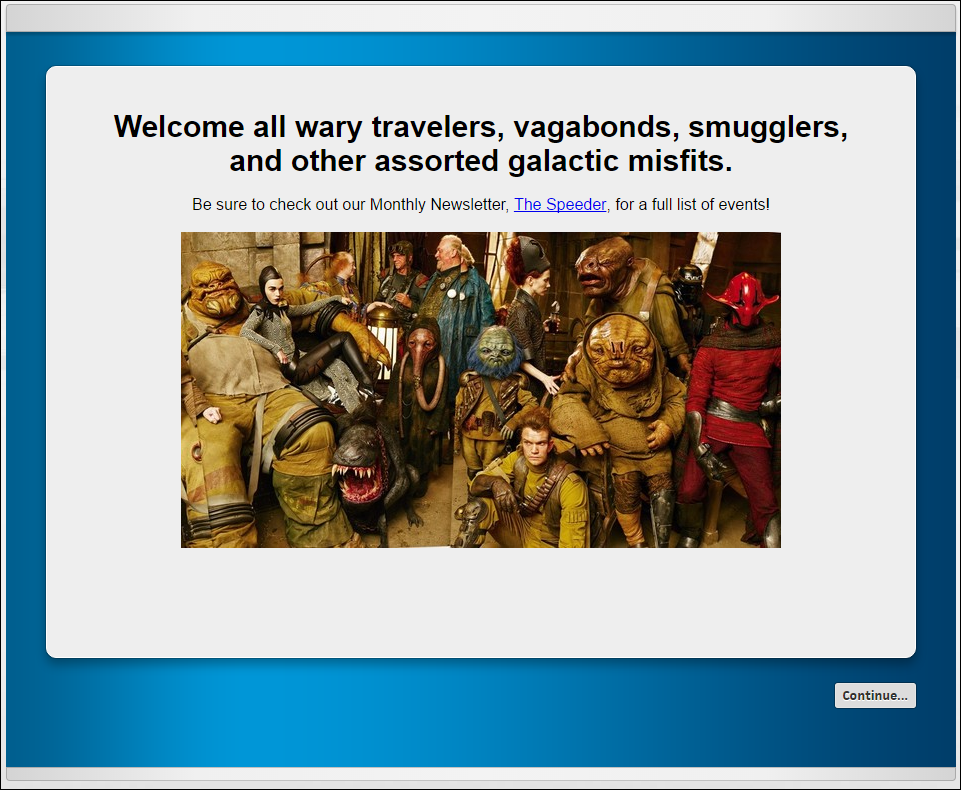 Welcome all wary travelers, vagabonds, smugglers,
and other assorted galactic misfits.
Be sure to check out our Monthly Newsletter, The Speeder, for a full list of events!
Continue...